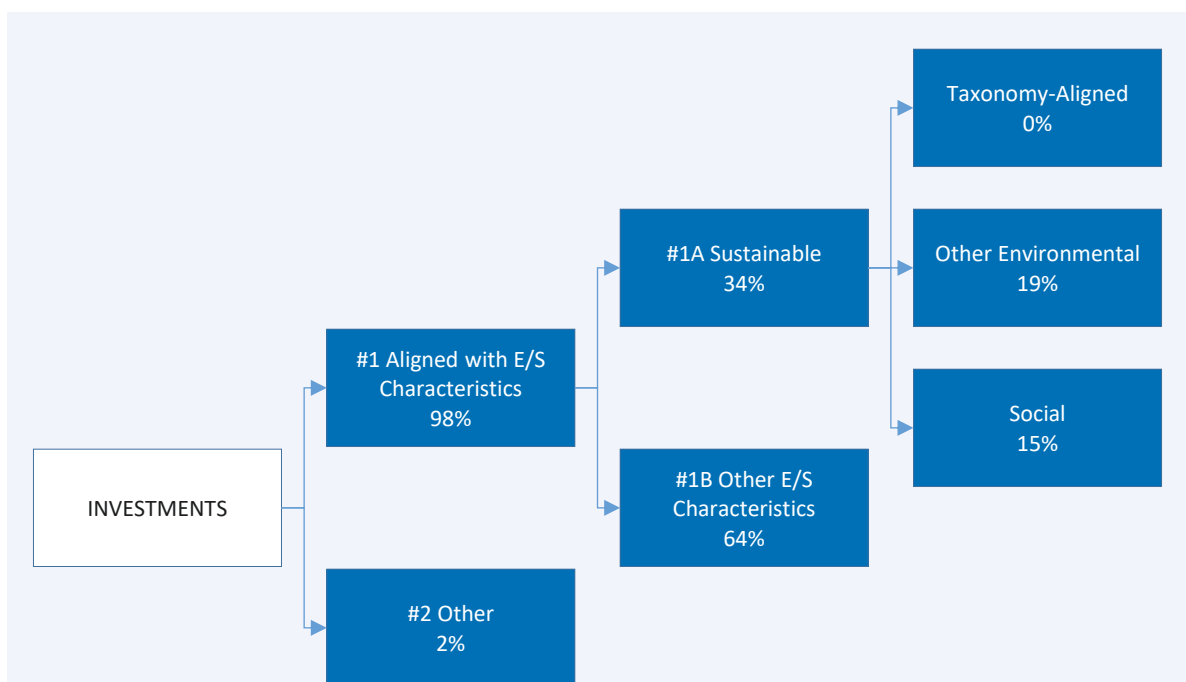 INVESTMENTS
#1 Aligned with E/S
Characteristics
98%
#2 Other
2%
#1A Sustainable
34%
#1B Other E/S
Characteristics
64%
Taxonomy-Aligned
0%
Other Environmental
19%
Social
15%